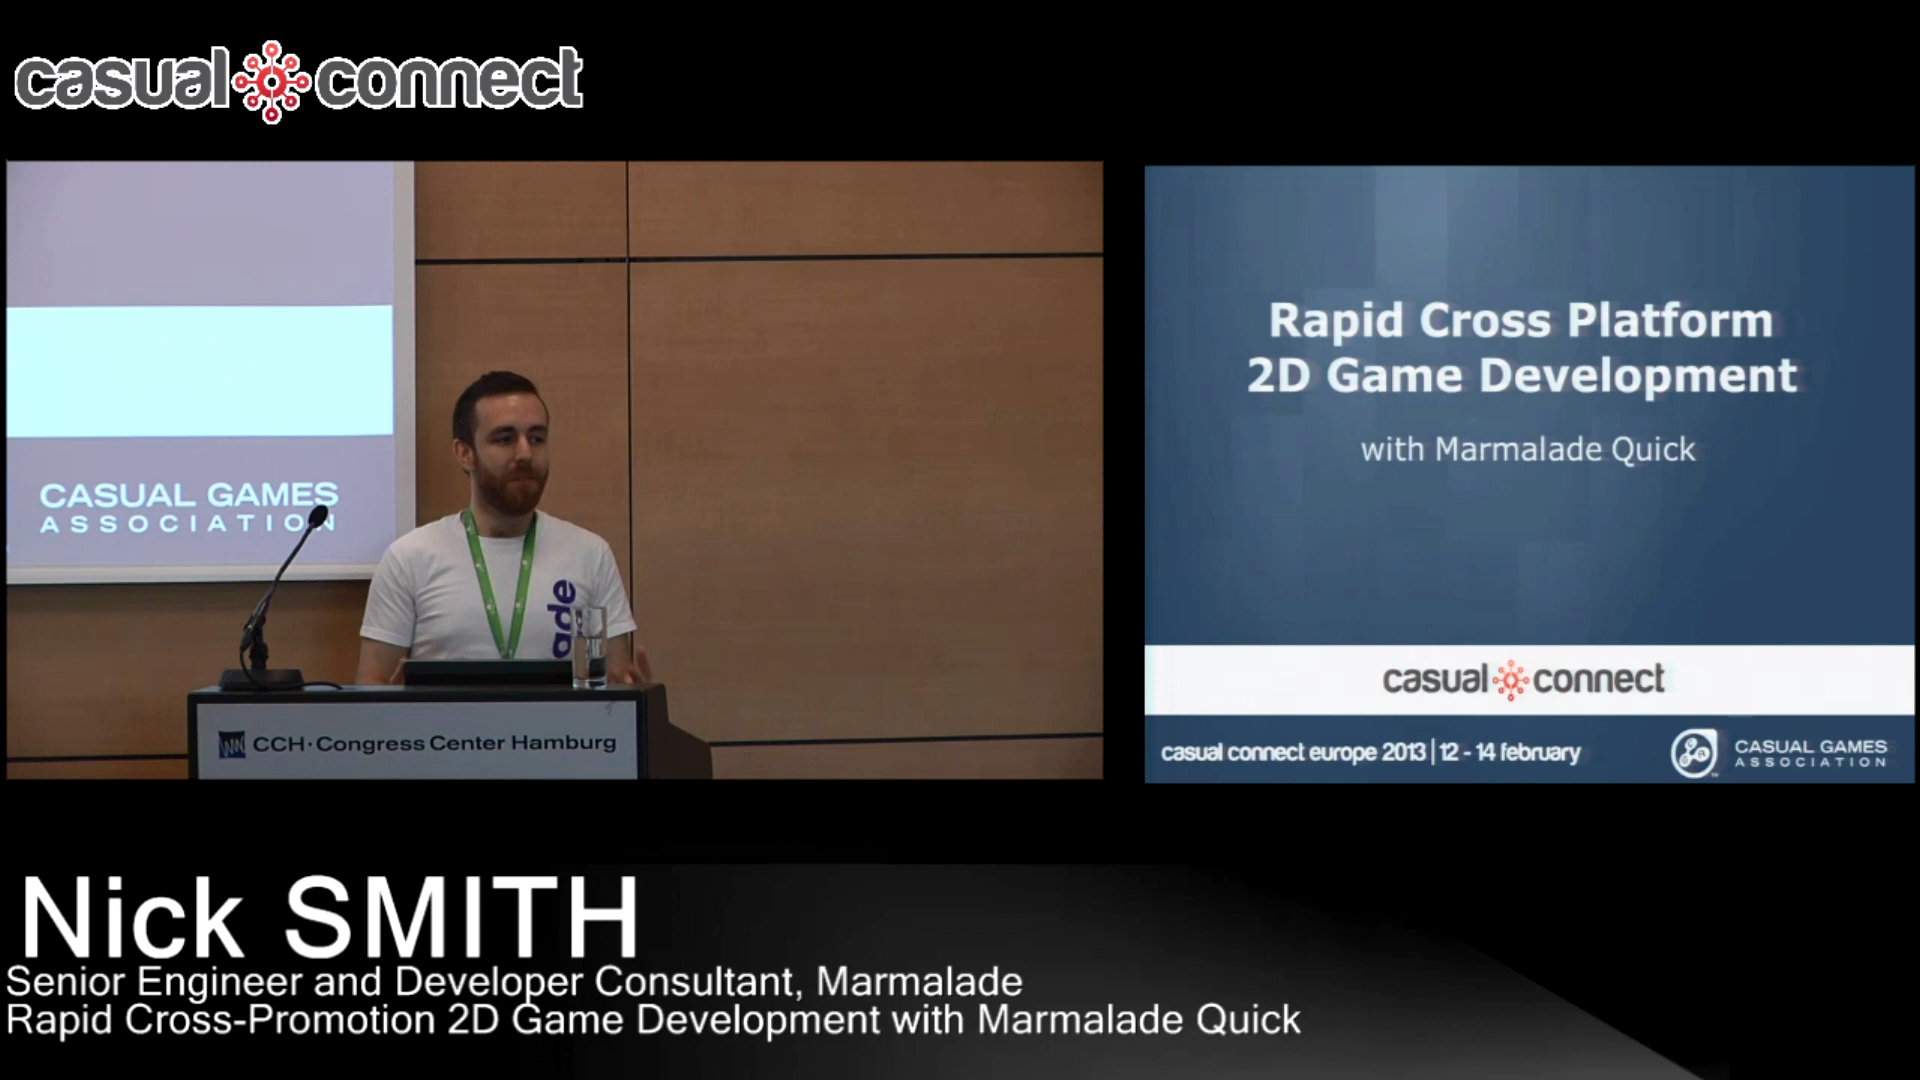 casual connect
CASUAL GAMES
ASSOCIATION
ade
CCH·Congress Center Hamburg
Rapid Cross Platform
2D Game Development
with Marmalade Quick
casual connect
casual connect europe 2013 | 12 - 14 february
CASUAL GAMES
ASSOCIATION
Nick SMITH
Senior Engineer and Developer Consultant, Marmalade
Rapid Cross-Promotion 2D Game Development with Marmalade Quick